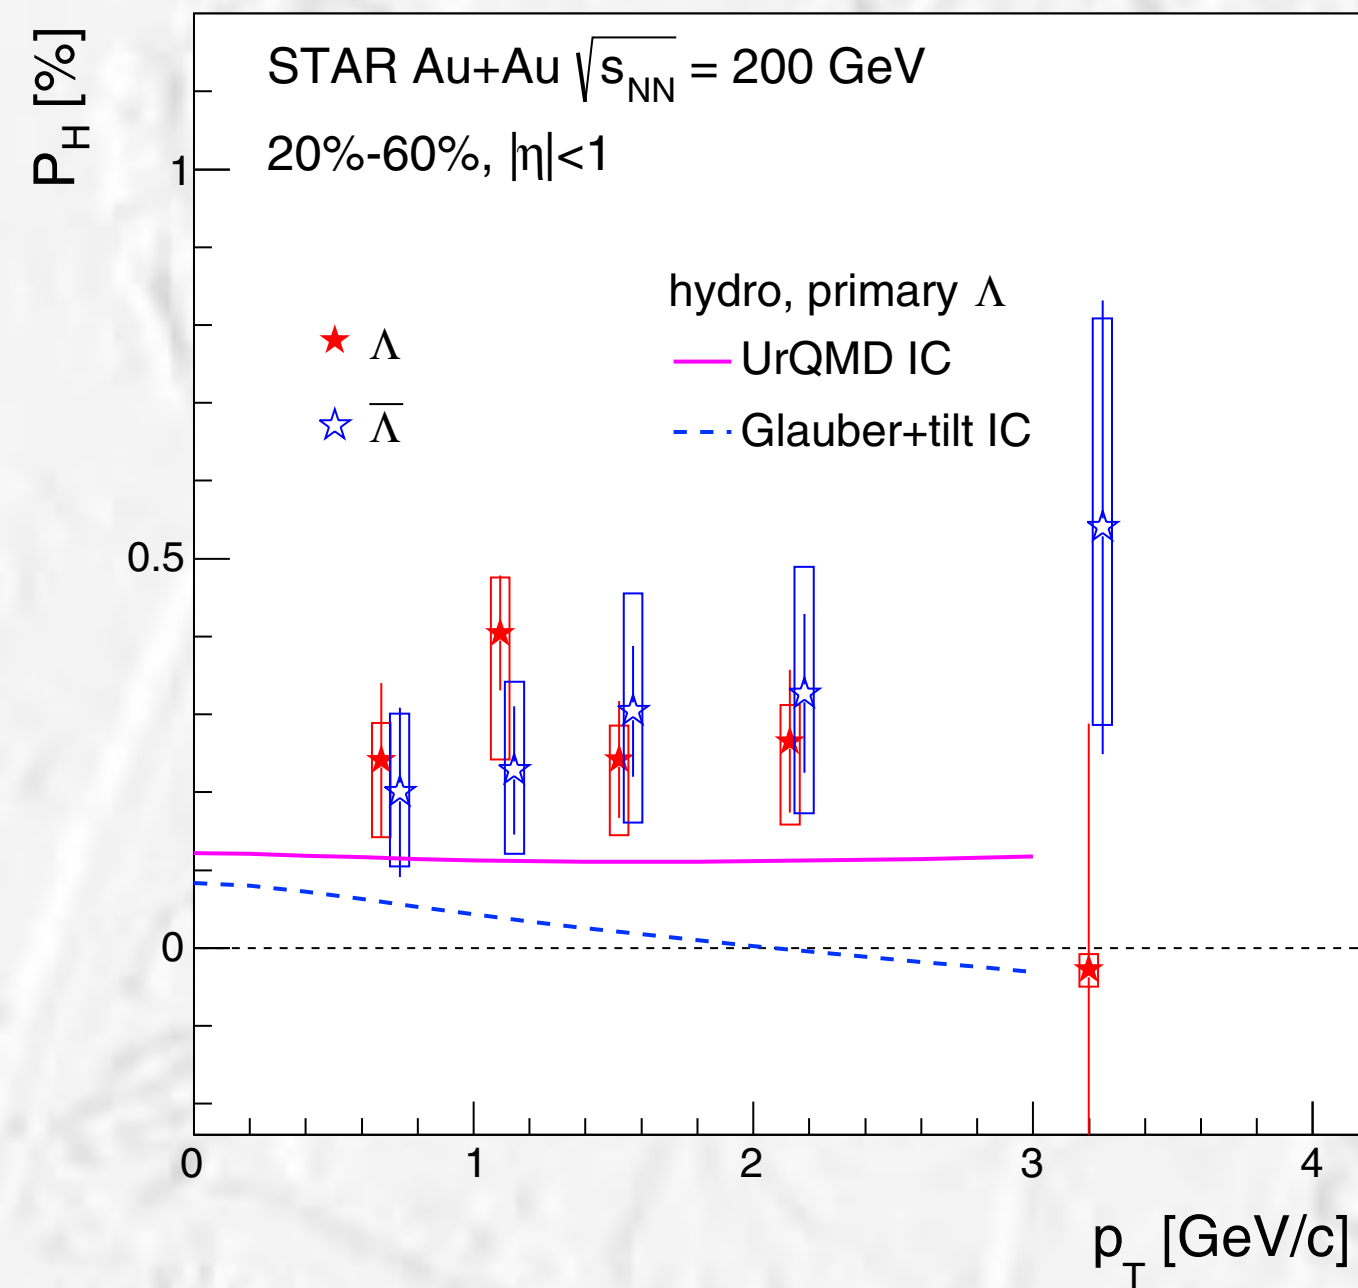 P_H [%]
STAR Au+Au √s_NN = 200 GeV
20%-60%, |η|<1
1
hydro, primary Λ
Λ
UrQMD IC
Λ̅
Glauber+tilt IC
0.5
0
0 1 2 3 4
p_T [GeV/c]